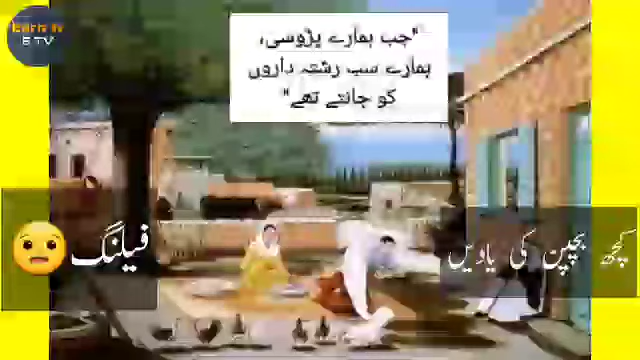 "جب ہمارے پڑوسی،
ہمارے سب رشتہ داروں
کو جانتے تھے"
کچھ بچپن کی یادیں
فیلنگ